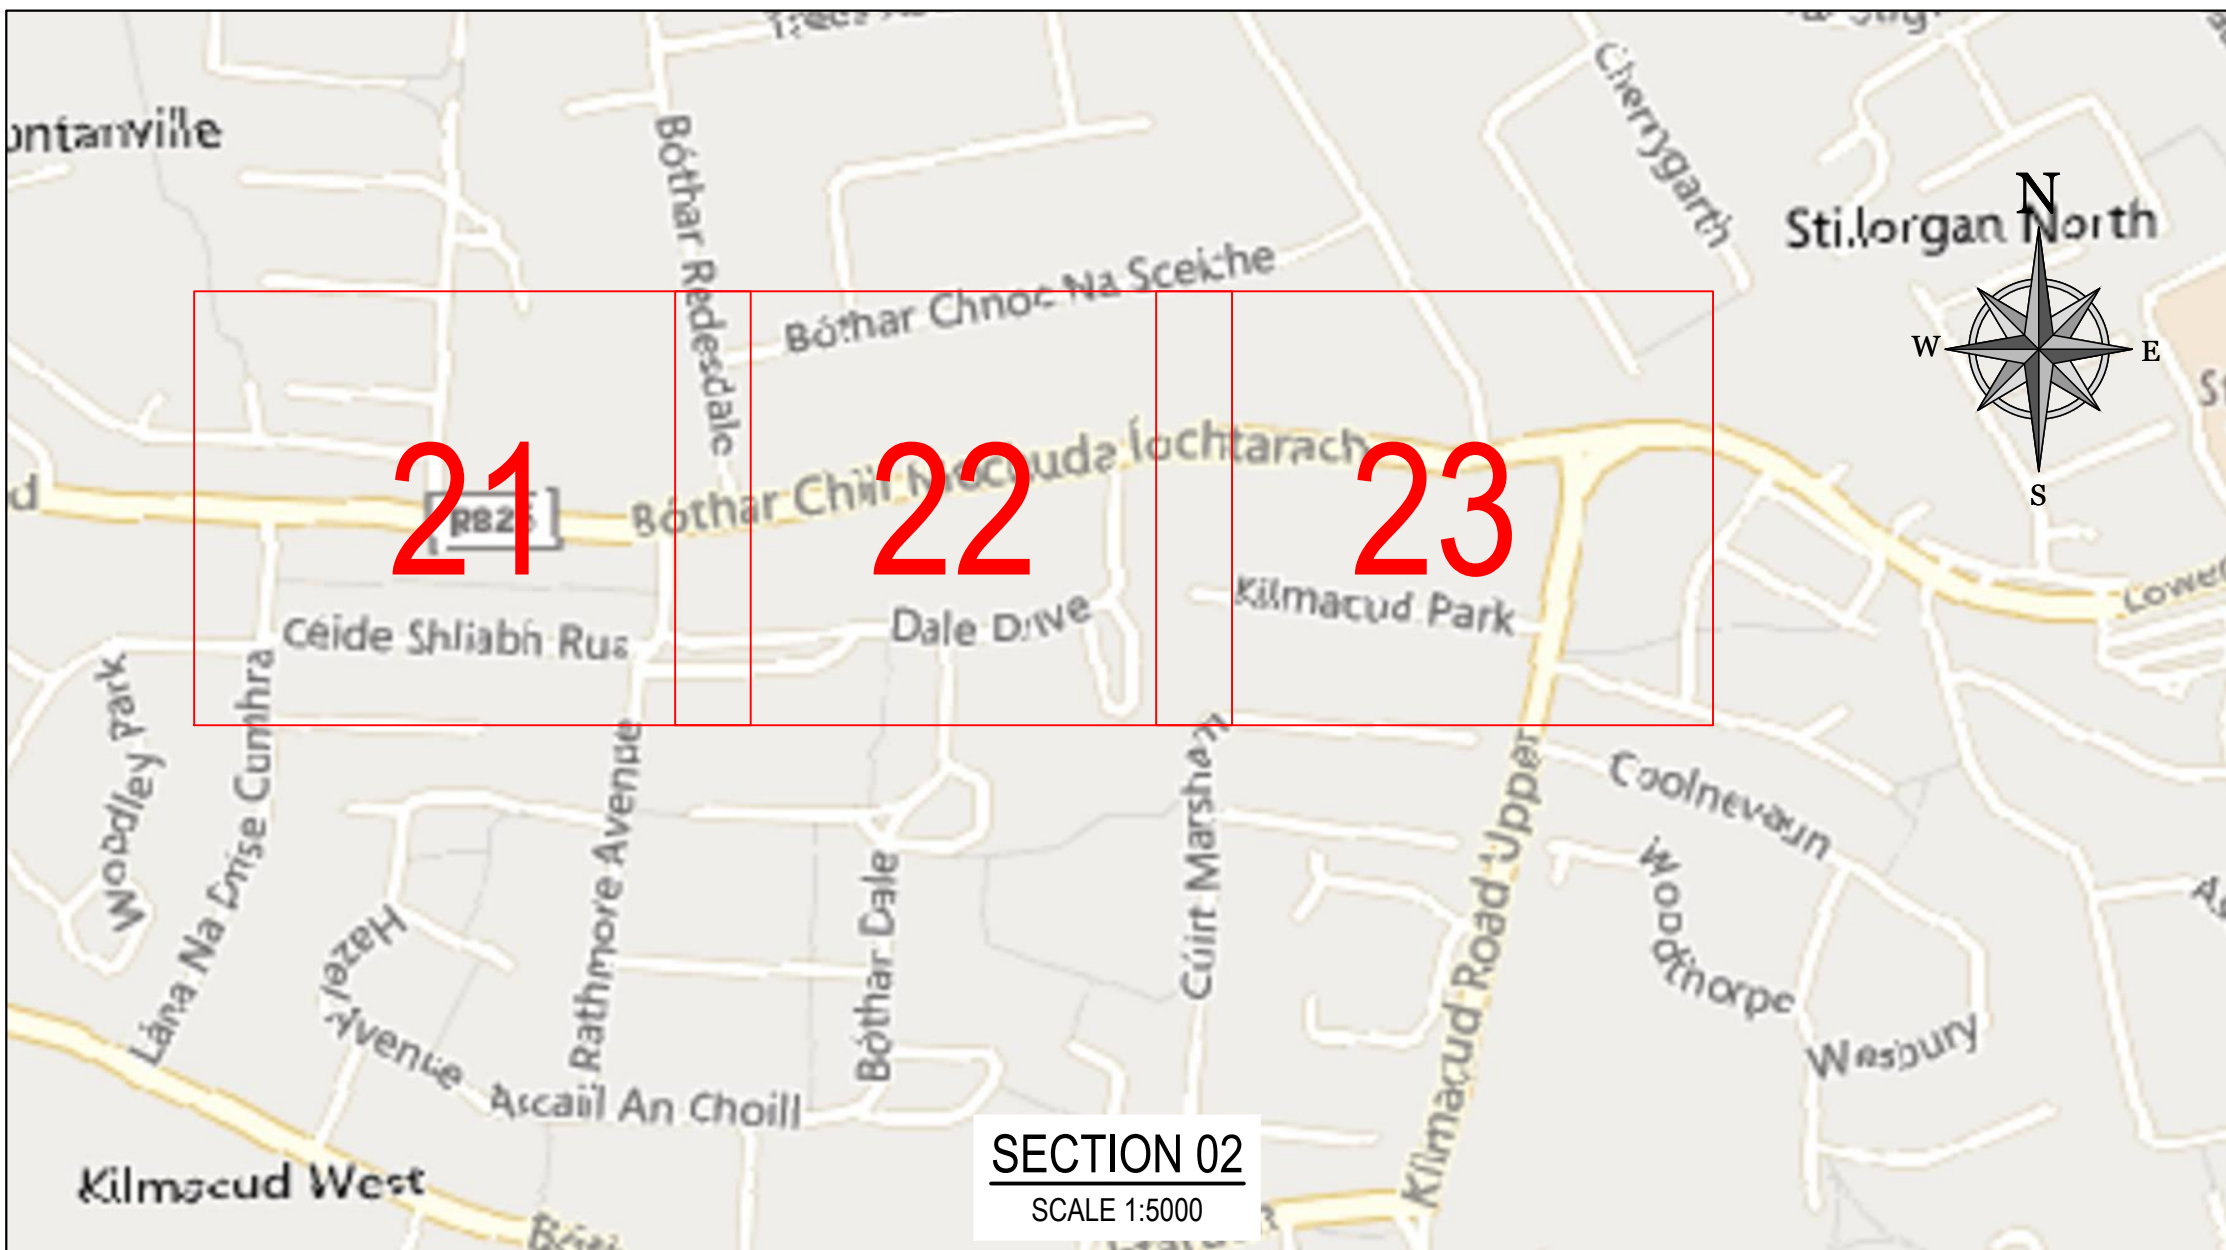 ontanville
Bóthar Redesdale
Cherrygarth
Stillorgan North
N
W
E
S
Bóthar Chnoc Na Sceiche
d
R825
Bóthar Chill Mochuda Íochtarach
21
22
23
Céide Shliabh Rua
Dale Drive
Kilmacud Park
Lower
Woodley Park
Lána Na Drise Cumhra
Rathmore Avenue
Bóthar Dale
Cúirt Marsham
Kilmacud Road Upper
Coolnevaun
Woodthorpe
Wesbury
Hazel Avenue
Ascaill An Choill
Kilmacud West
SECTION 02
SCALE 1:5000